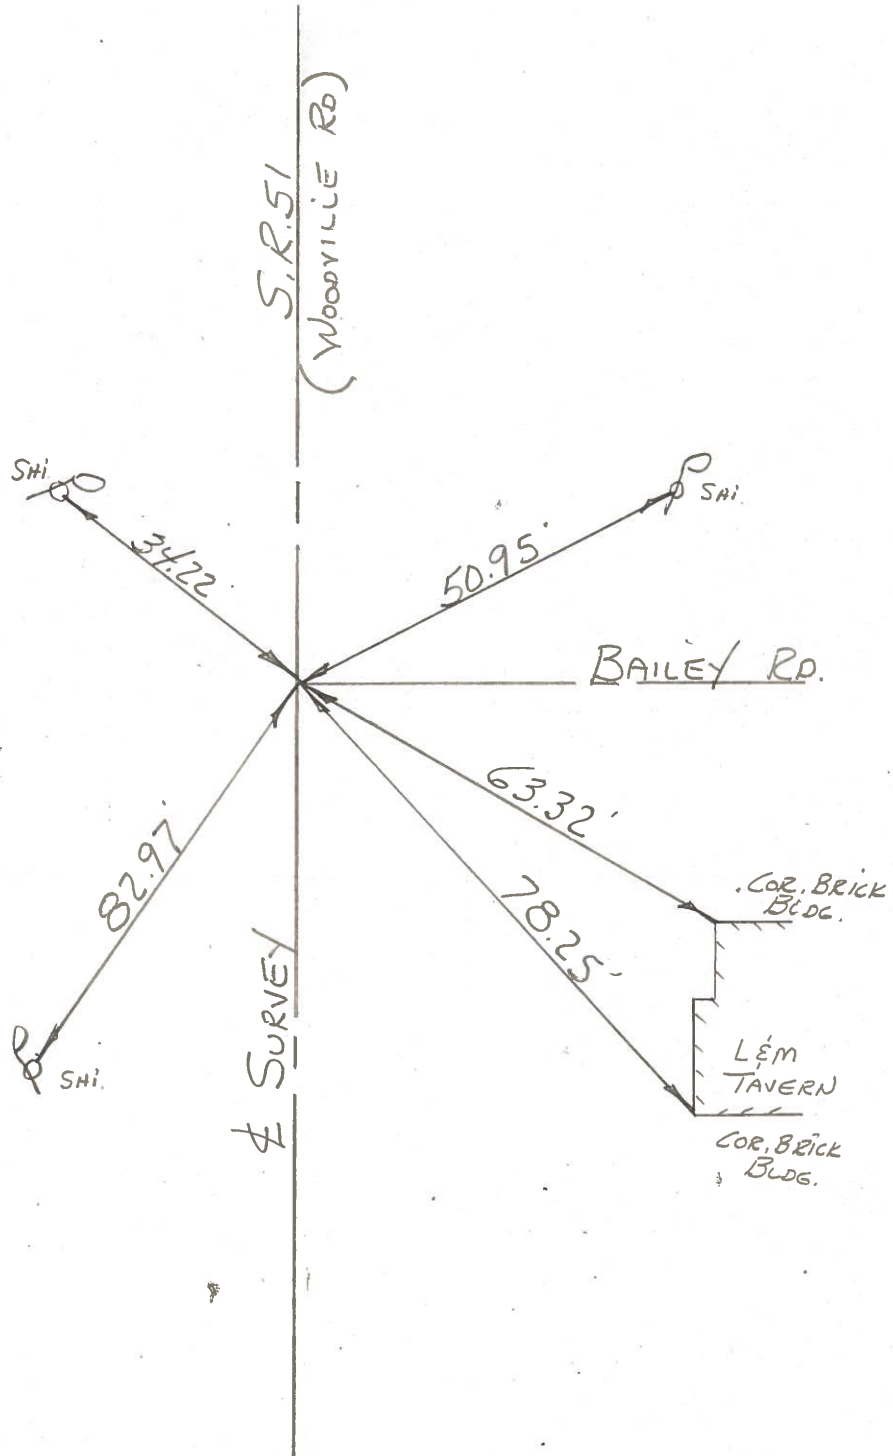 S.R.51
(WOODVILLE RD)
SHI.
34.22
50.95'
SHI.
BAILEY RD.
63.32'
78.25'
82.97'
COR. BRICK
BLDG.
L&M
TAVERN
COR. BRICK
BLDG.
SHI.
℄ SURVEY